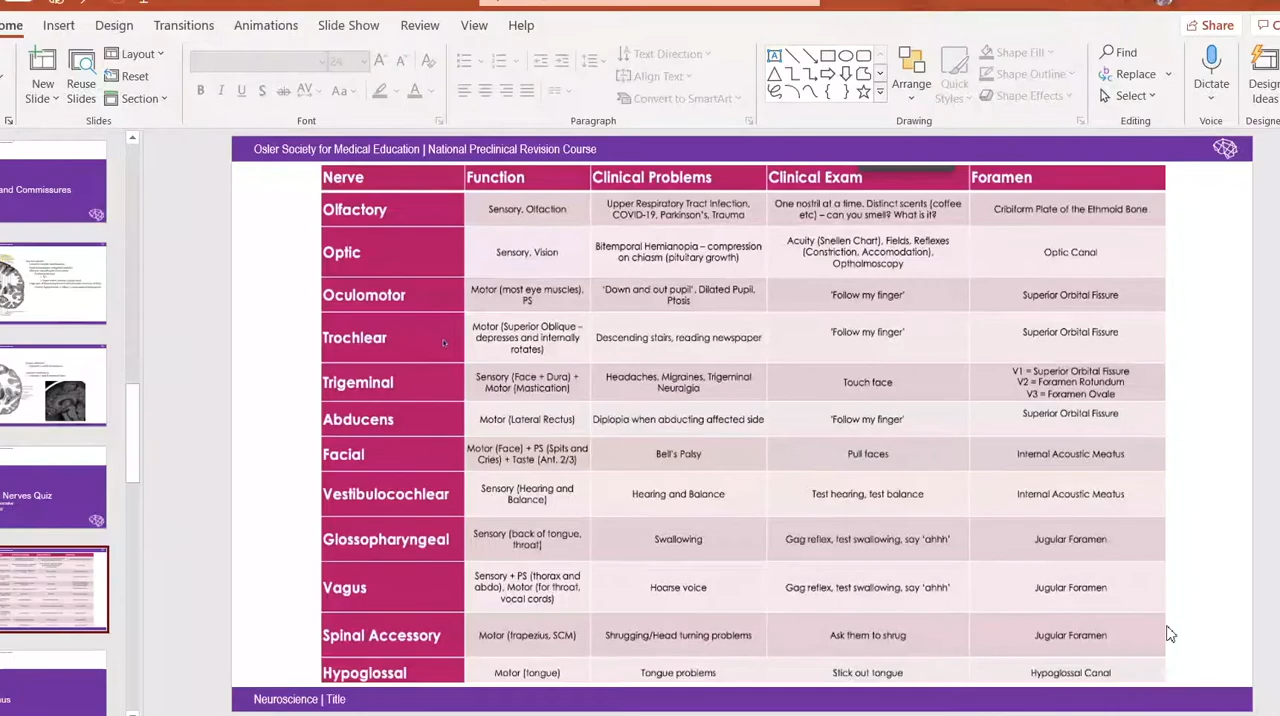 ome Insert Design Transitions Animations Slide Show Review View Help
Share
New
Slide
Reuse
Slides
Layout
Reset
Section
Slides
Aa
Font
Text Direction
Align Text
Convert to SmartArt
Paragraph
Arrange
Quick
Styles
Shape Fill
Shape Outline
Shape Effects
Drawing
Find
Replace
Select
Editing
Dictate
Voice
Design
Ideas
Designe
and Commissures
Nerves Quiz
Osler Society for Medical Education | National Preclinical Revision Course
Nerve Function Clinical Problems Clinical Exam Foramen
Olfactory
Sensory, Olfaction
Upper Respiratory Tract Infection,
COVID-19, Parkinson's, Trauma
One nostril at a time. Distinct scents (coffee
etc) – can you smell? What is it?
Cribiform Plate of the Ethmoid Bone
Optic
Sensory, Vision
Bitemporal Hemianopia – compression
on chiasm (pituitary growth)
Acuity (Snellen Chart), Fields, Reflexes
(Constriction, Accomodation),
Opthalmoscopy
Optic Canal
Oculomotor
Motor (most eye muscles),
PS
'Down and out pupil', Dilated Pupil,
Ptosis
'Follow my finger'
Superior Orbital Fissure
Trochlear
Motor (Superior Oblique –
depresses and internally
rotates)
Descending stairs, reading newspaper
'Follow my finger'
Superior Orbital Fissure
Trigeminal
Sensory (Face + Dura) +
Motor (Mastication)
Headaches, Migraines, Trigeminal
Neuralgia
Touch face
V1 = Superior Orbital Fissure
V2 = Foramen Rotundum
V3 = Foramen Ovale
Abducens
Motor (Lateral Rectus)
Diplopia when abducting affected side
'Follow my finger'
Superior Orbital Fissure
Facial
Motor (Face) + PS (Spits and
Cries) + Taste (Ant. 2/3)
Bell's Palsy
Pull faces
Internal Acoustic Meatus
Vestibulocochlear
Sensory (Hearing and
Balance)
Hearing and Balance
Test hearing, test balance
Internal Acoustic Meatus
Glossopharyngeal
Sensory (back of tongue,
throat)
Swallowing
Gag reflex, test swallowing, say 'ahhh'
Jugular Foramen
Vagus
Sensory + PS (thorax and
abdo), Motor (for throat,
vocal cords)
Hoarse voice
Gag reflex, test swallowing, say 'ahhh'
Jugular Foramen
Spinal Accessory
Motor (trapezius, SCM)
Shrugging/Head turning problems
Ask them to shrug
Jugular Foramen
Hypoglossal
Motor (tongue)
Tongue problems
Stick out tongue
Hypoglossal Canal
Neuroscience | Title